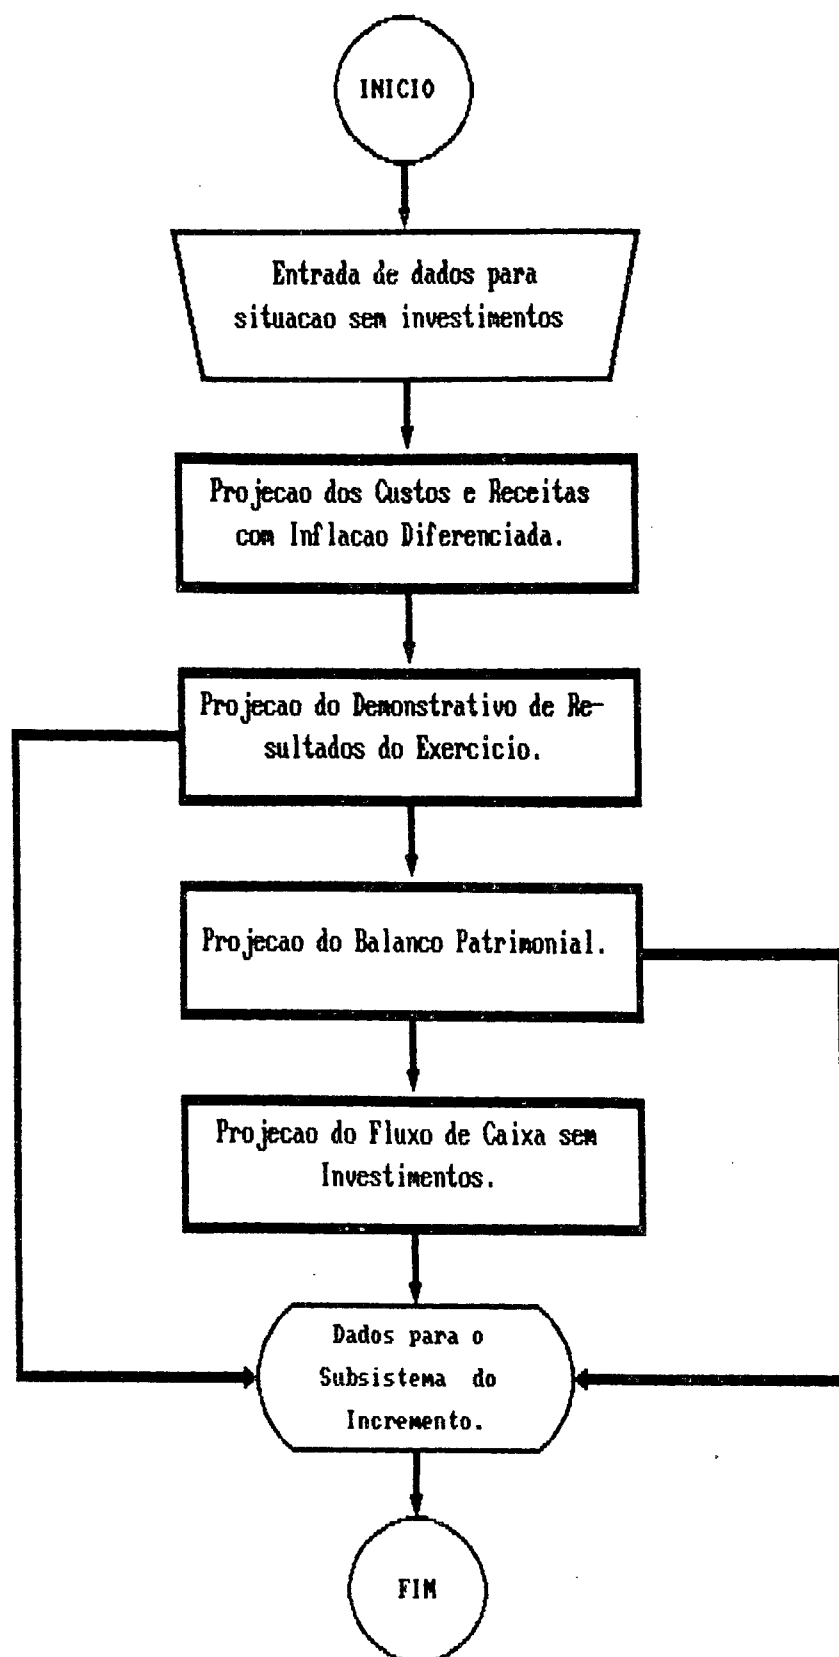 INICIO
Entrada de dados para
situacao sem investimentos
Projecao dos Custos e Receitas
com Inflacao Diferenciada.
Projecao do Demonstrativo de Re-
sultados do Exercicio.
Projecao do Balanco Patrimonial.
Projecao do Fluxo de Caixa sem
Investimentos.
Dados para o
Subsistema do
Incremento.
FIM